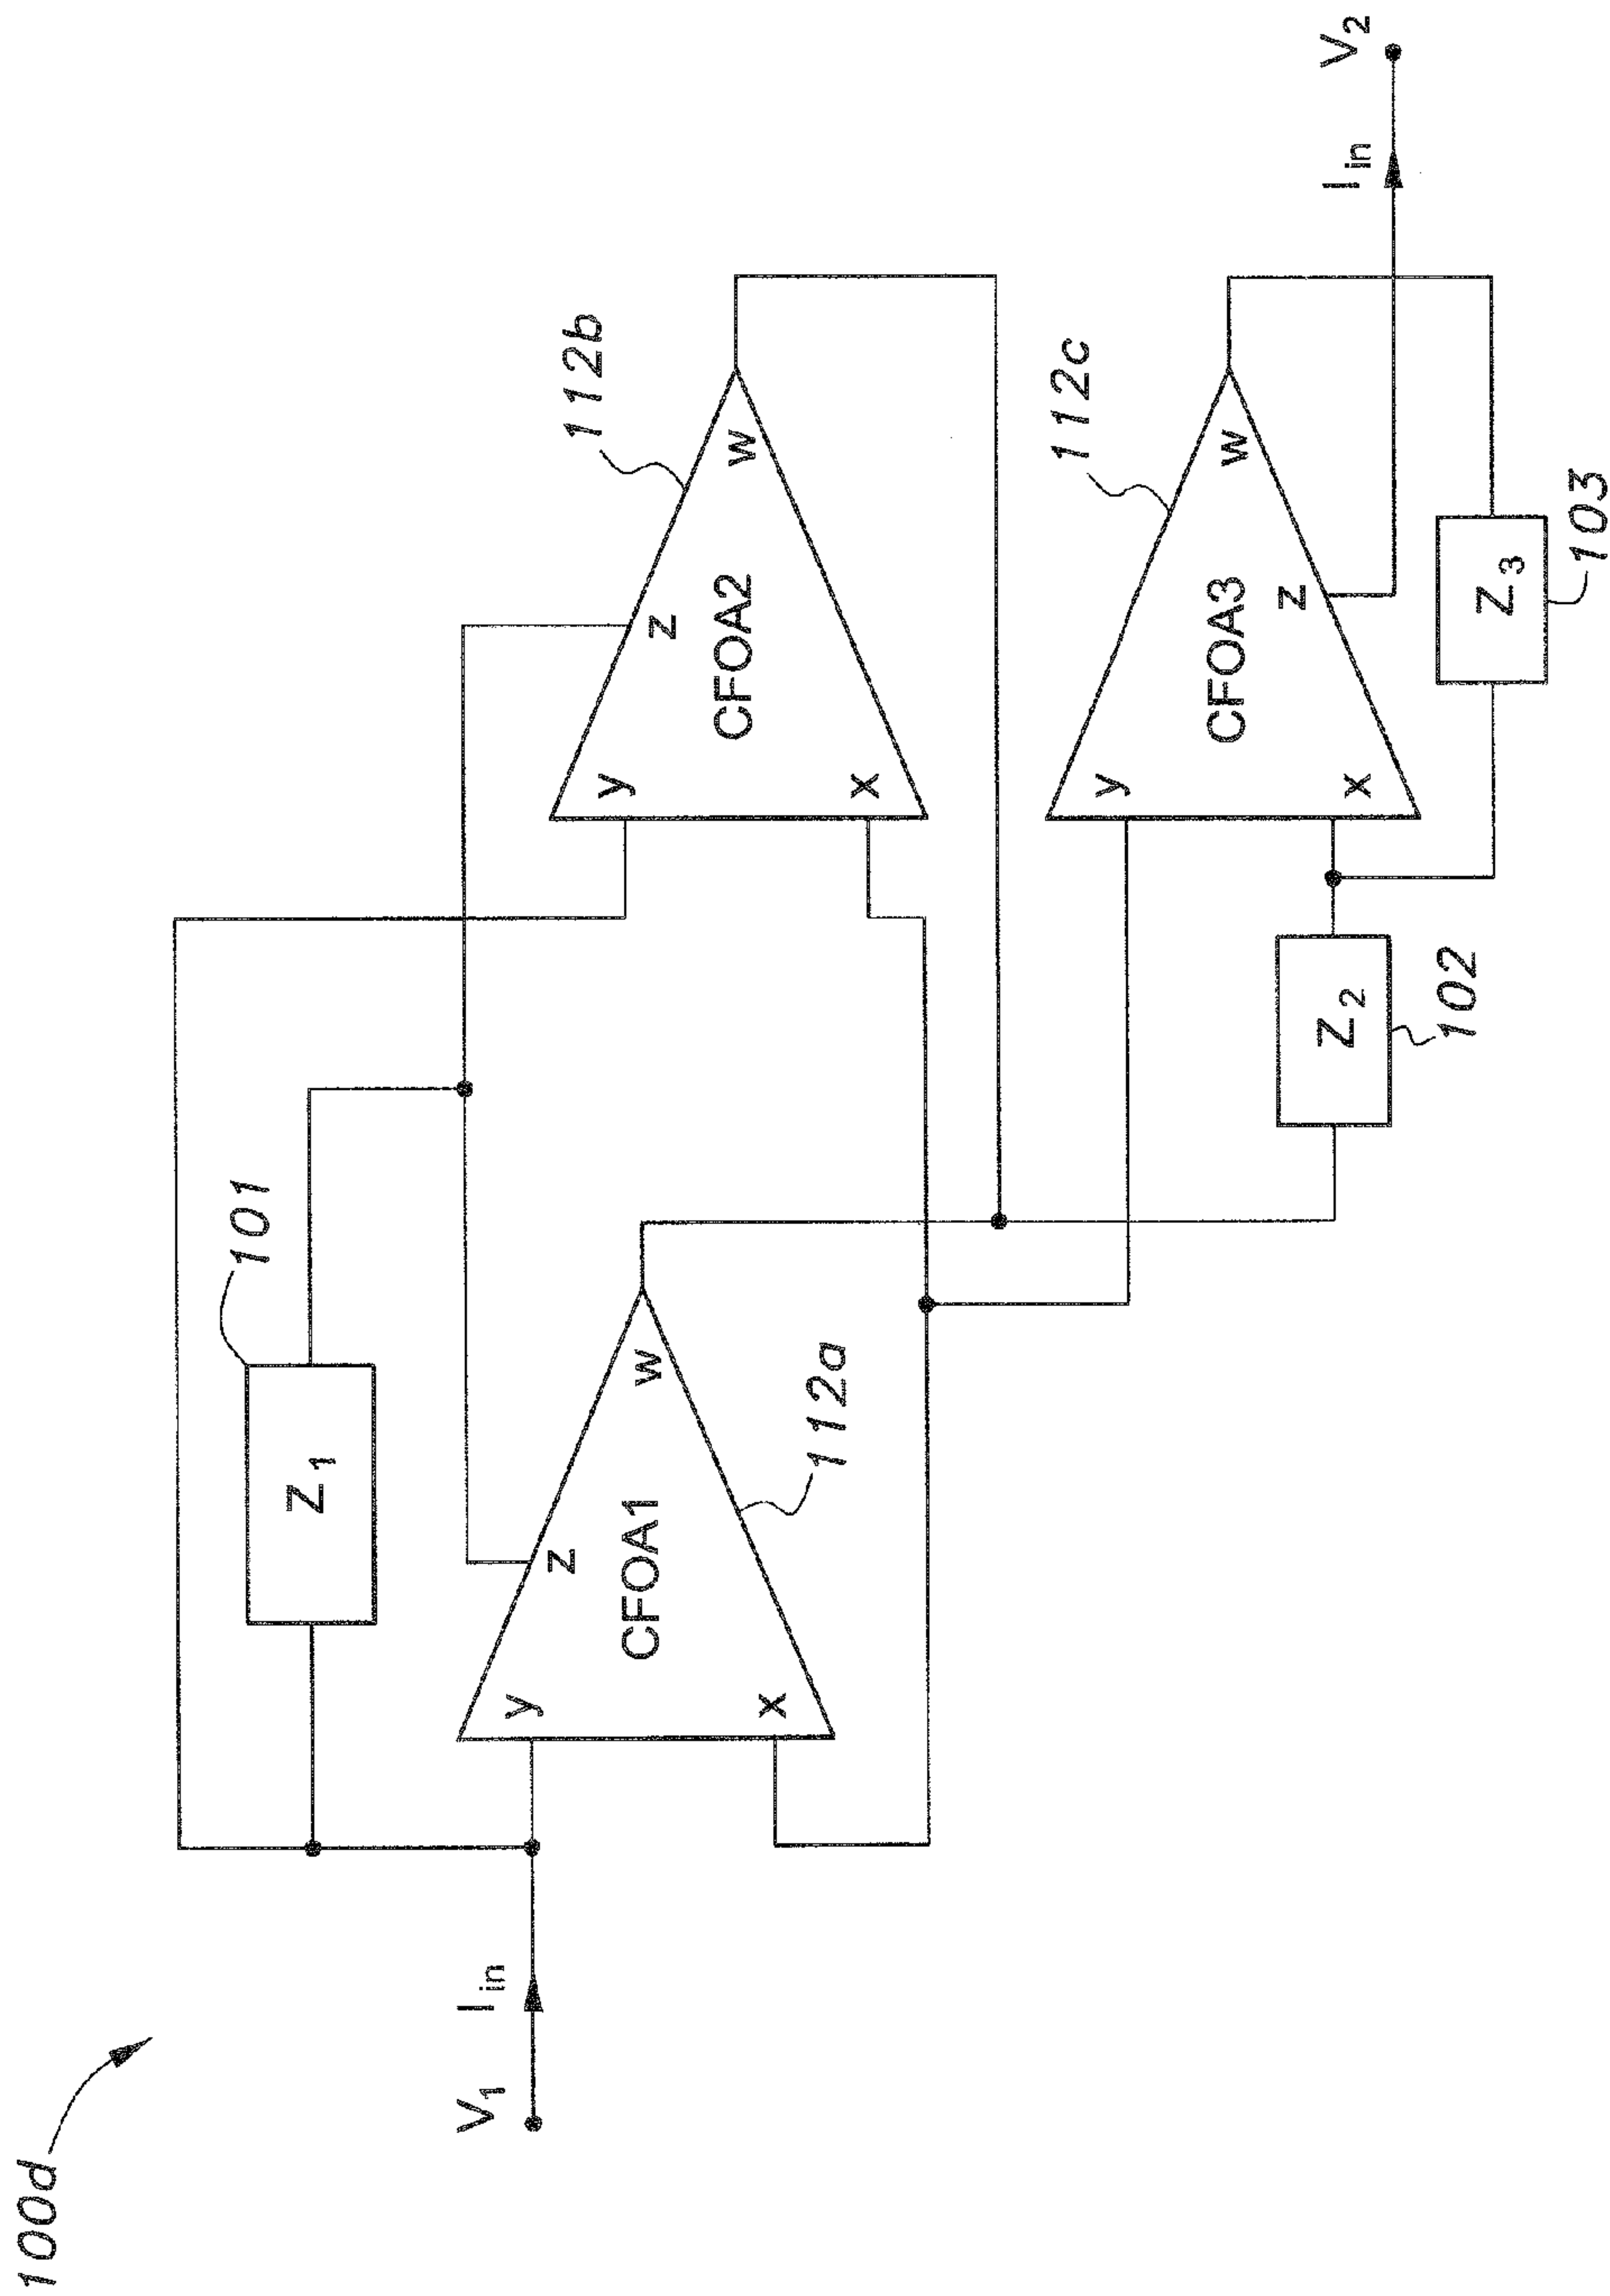 100d
V1
Iin
101
Z1
y
z
CFOA1
w
x
112a
112b
y
z
CFOA2
w
x
112c
y
CFOA3
w
z
x
Z2
102
Z3
103
Iin
V2